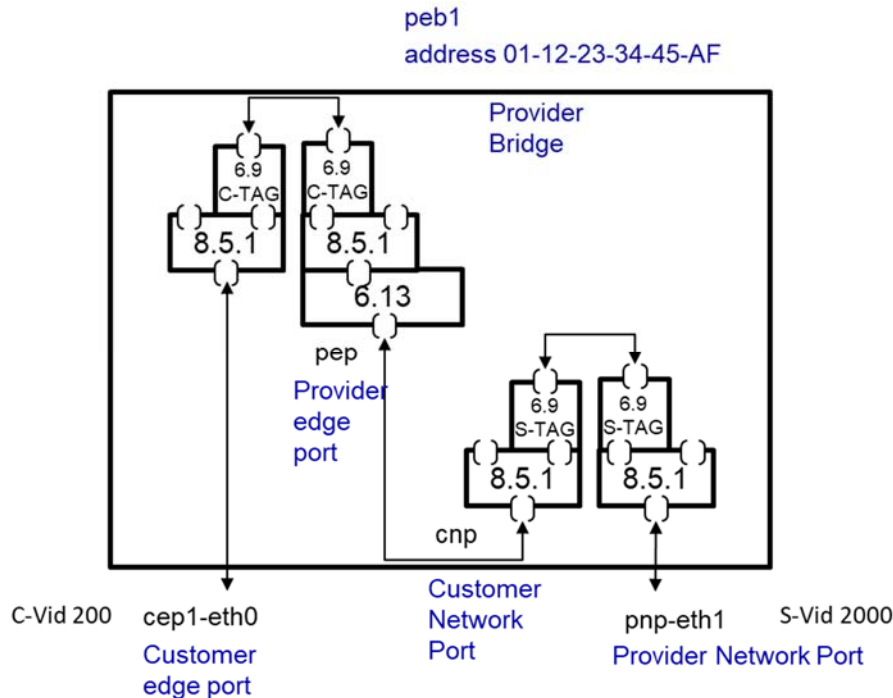 peb1
address 01-12-23-34-45-AF
Provider
Bridge
6.9
C-TAG
6.9
C-TAG
8.5.1
8.5.1
6.13
pep
Provider
edge
port
6.9
S-TAG
6.9
S-TAG
8.5.1
8.5.1
cnp
C-Vid 200
cep1-eth0
Customer
edge port
Customer
Network
Port
pnp-eth1
Provider Network Port
S-Vid 2000